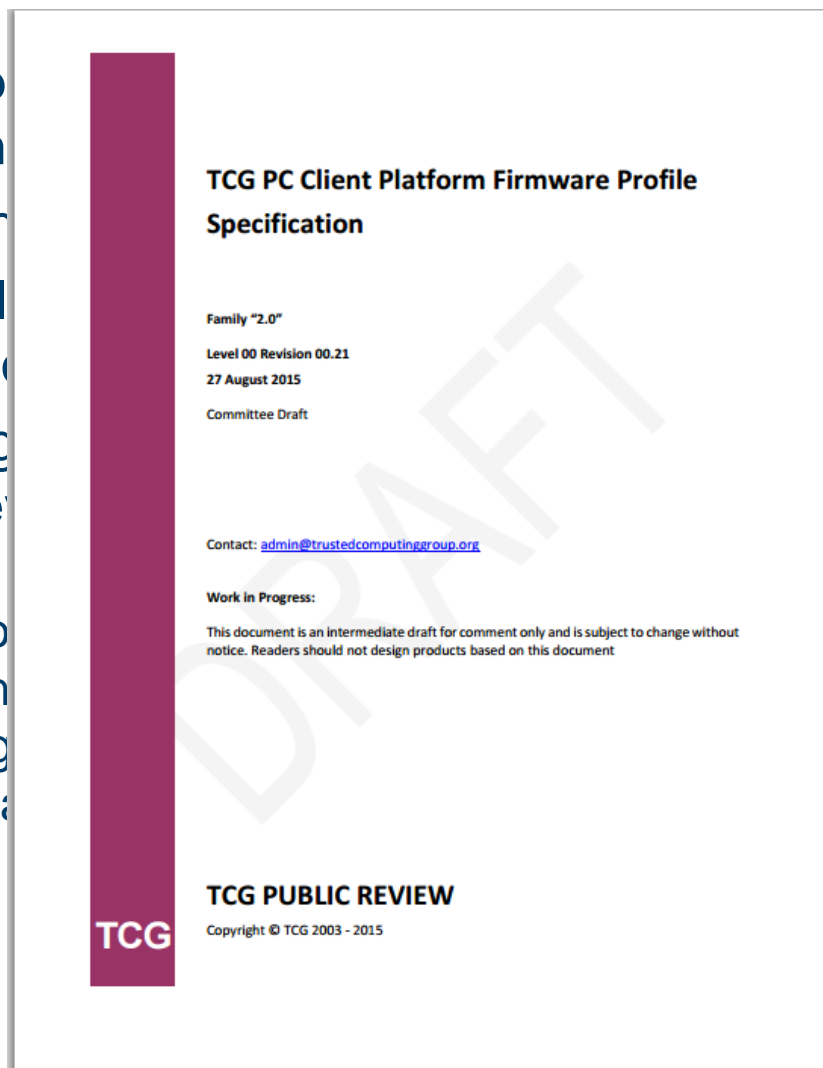 TCG PC Client Platform Firmware Profile
Specification
Family “2.0”
Level 00 Revision 00.21
27 August 2015
Committee Draft
Contact: admin@trustedcomputinggroup.org
Work in Progress:
This document is an intermediate draft for comment only and is subject to change without
notice. Readers should not design products based on this document
DRAFT
TCG PUBLIC REVIEW
TCG
Copyright © TCG 2003 - 2015